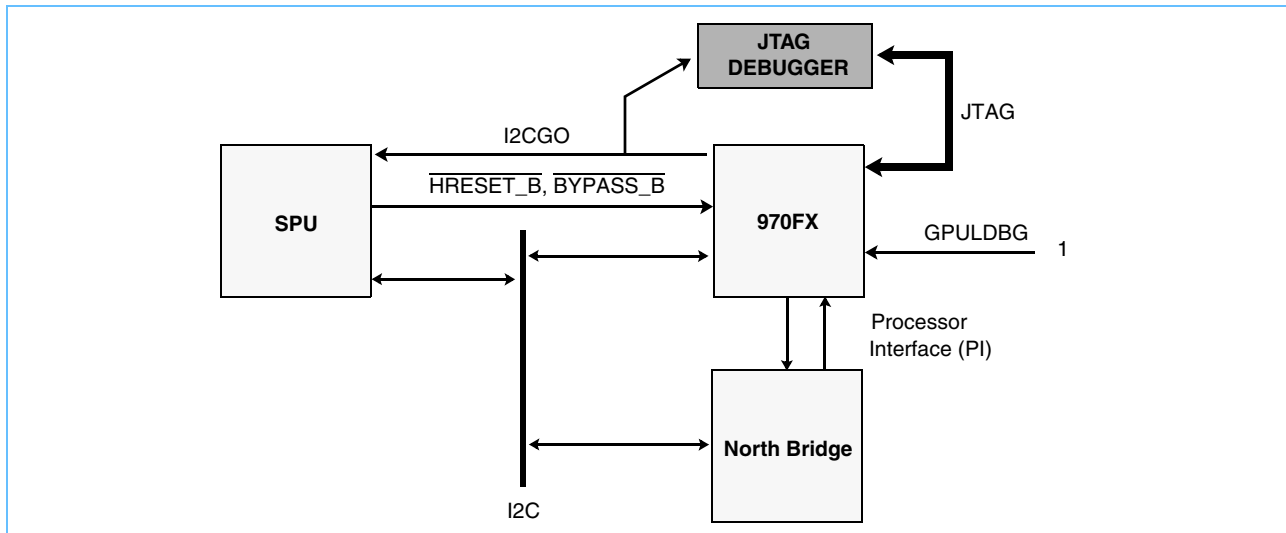 JTAG
DEBUGGER
JTAG
I2CGO
HRESET_B, BYPASS_B
SPU
970FX
GPULDBG
1
Processor
Interface (PI)
North Bridge
I2C